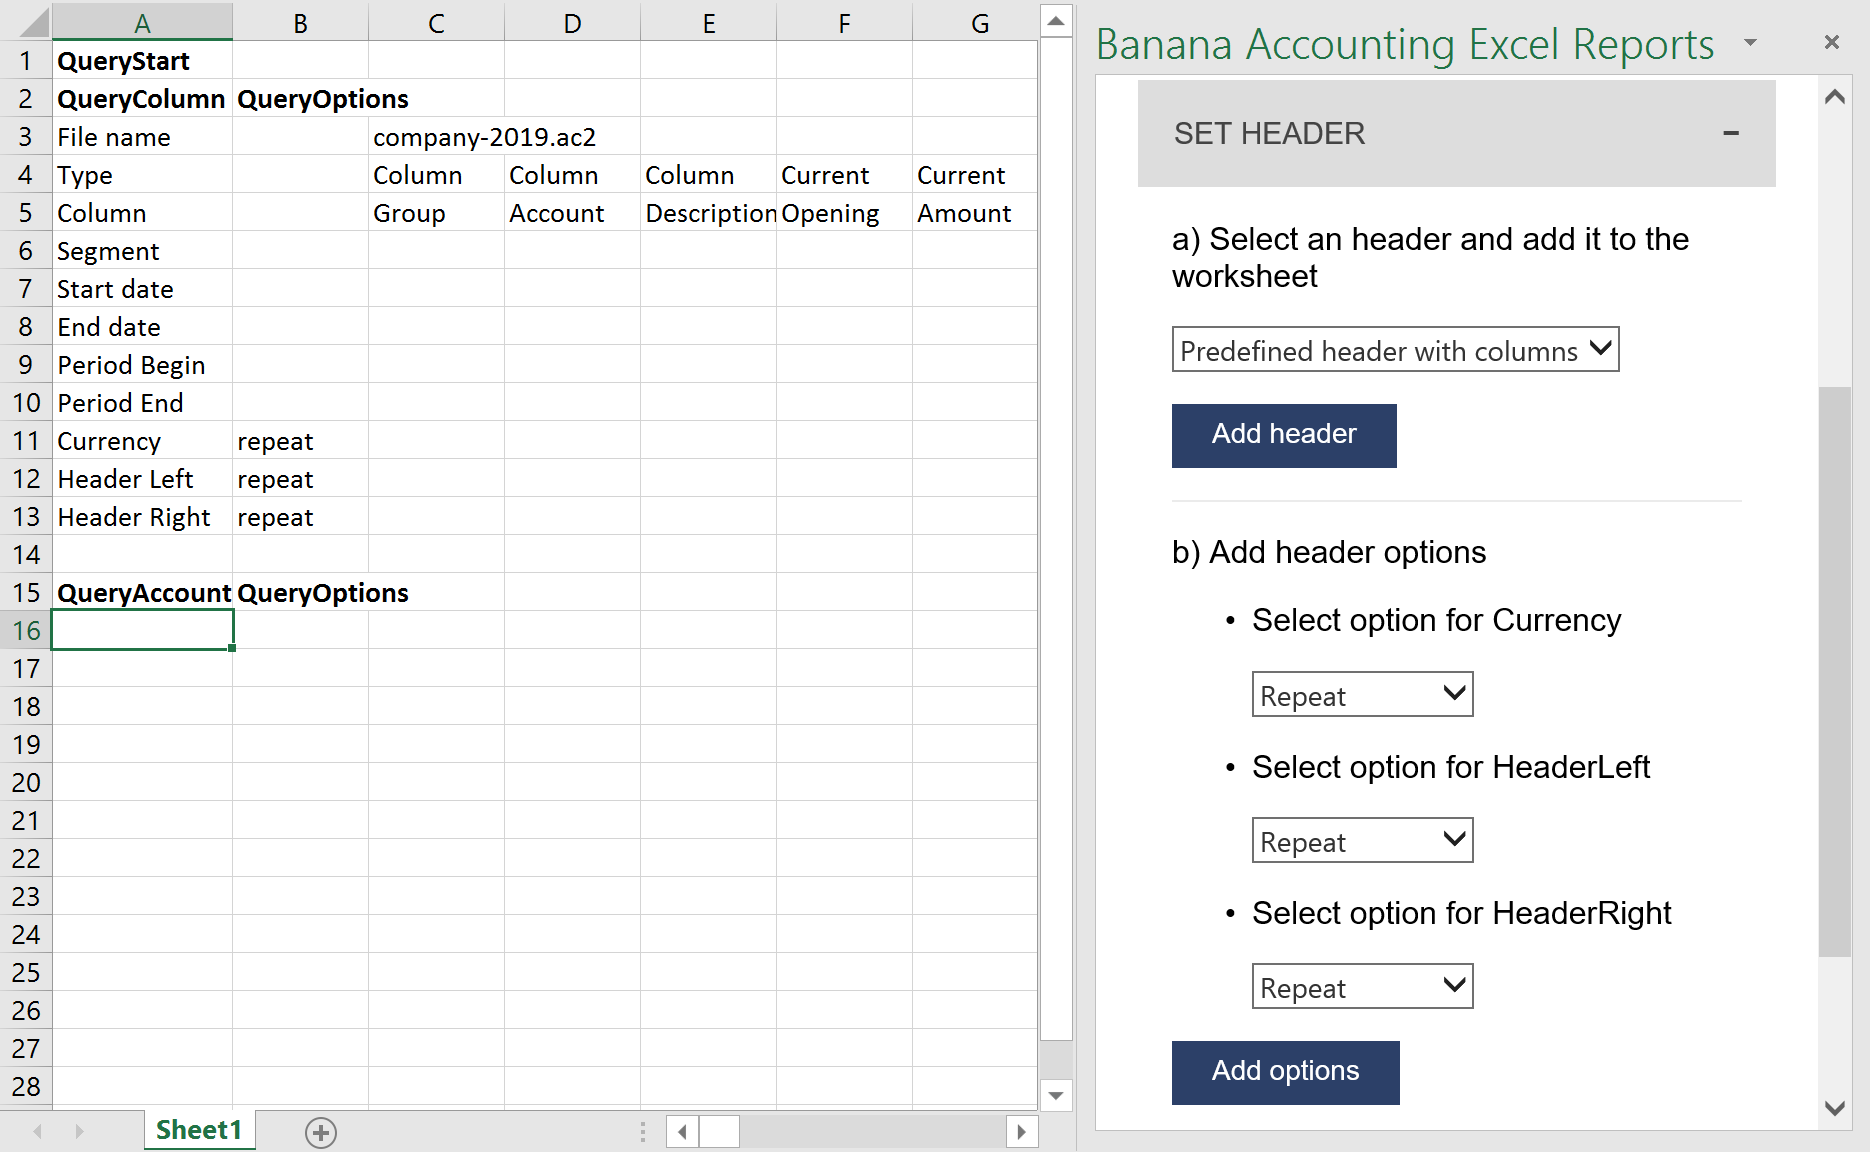 A B C D E F G
1 QueryStart
2 QueryColumn QueryOptions
3 File name company-2019.ac2
4 Type Column Column Column Current Current
5 Column Group Account Description Opening Amount
6 Segment
7 Start date
8 End date
9 Period Begin
10 Period End
11 Currency repeat
12 Header Left repeat
13 Header Right repeat
14
15 QueryAccount QueryOptions
16
17
18
19
20
21
22
23
24
25
26
27
28
Sheet1
Banana Accounting Excel Reports
SET HEADER
a) Select an header and add it to the
worksheet
Predefined header with columns
Add header
b) Add header options
• Select option for Currency
Repeat
• Select option for HeaderLeft
Repeat
• Select option for HeaderRight
Repeat
Add options